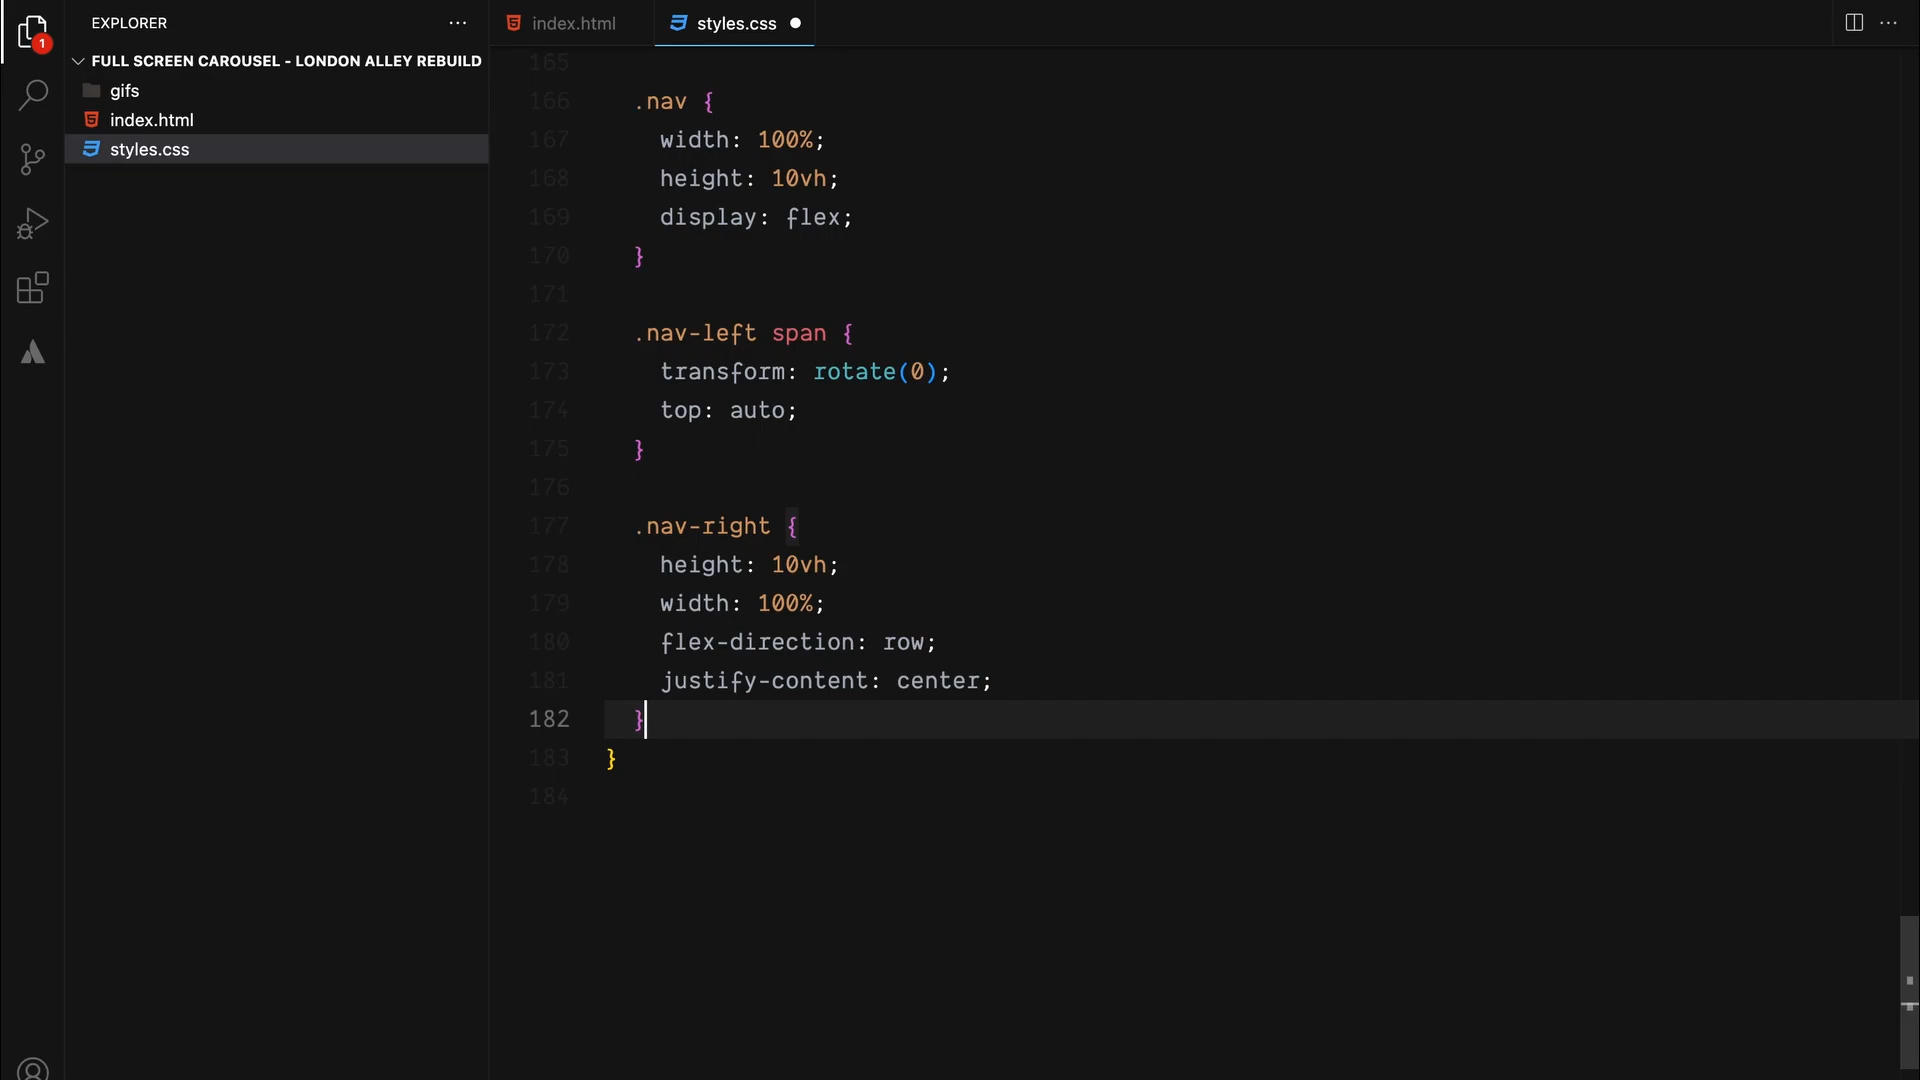 1
EXPLORER
FULL SCREEN CAROUSEL - LONDON ALLEY REBUILD
gifs
index.html
styles.css
index.html
styles.css
165
166 .nav {
167 width: 100%;
168 height: 10vh;
169 display: flex;
170 }
171
172 .nav-left span {
173 transform: rotate(0);
174 top: auto;
175 }
176
177 .nav-right {
178 height: 10vh;
179 width: 100%;
180 flex-direction: row;
181 justify-content: center;
182 }
183 }
184